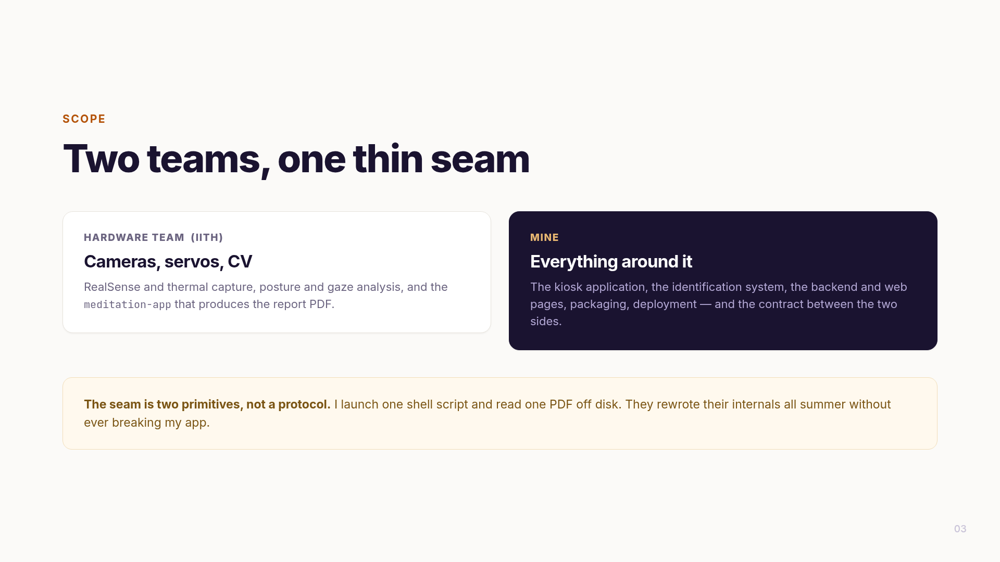 SCOPE
Two teams, one thin seam
HARDWARE TEAM (IITH)
Cameras, servos, CV
RealSense and thermal capture, posture and gaze analysis, and the
meditation-app that produces the report PDF.
MINE
Everything around it
The kiosk application, the identification system, the backend and web
pages, packaging, deployment — and the contract between the two
sides.
The seam is two primitives, not a protocol. I launch one shell script and read one PDF off disk. They rewrote their internals all summer without
ever breaking my app.
03